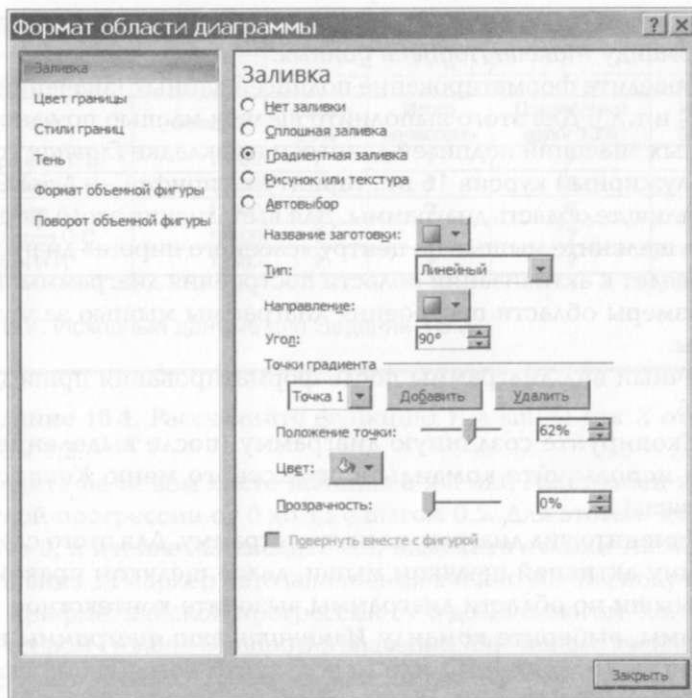 Формат области диаграммы
Заливка
Цвет границы
Стили границ
Тень
Формат объемной фигуры
Поворот объемной фигуры
Заливка
Нет заливки
Сплошная заливка
Градиентная заливка
Рисунок или текстура
Автовыбор
Название заготовки:
Тип: Линейный
Направление:
Угол: 90°
Точки градиента
Точка 1 Добавить Удалить
Положение: 62%
Цвет:
Прозрачность: 0%
Повернуть вместе с фигурой
Закрыть